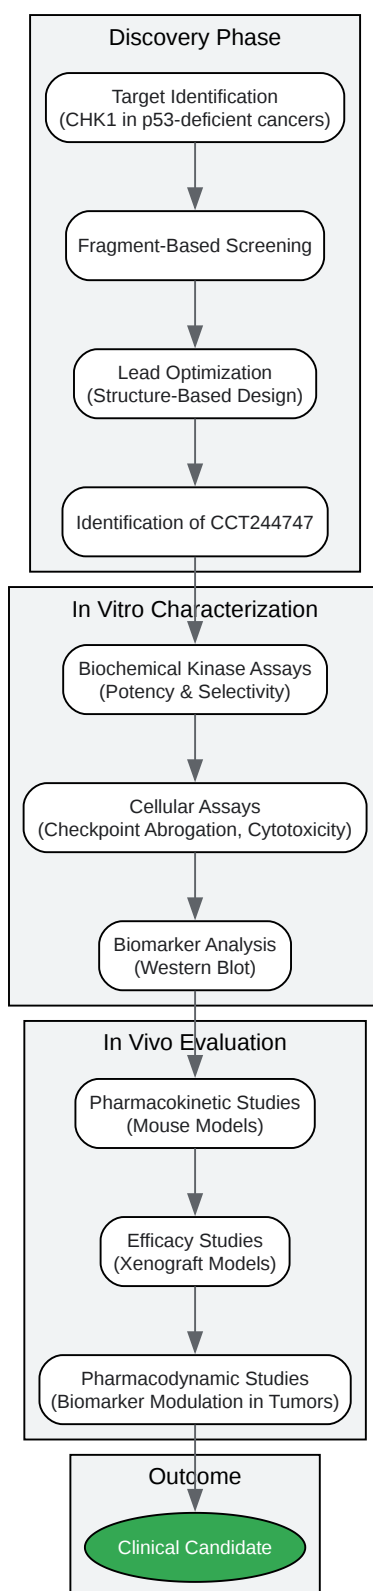 Discovery Phase
Target Identification
(CHK1 in p53-deficient cancers)
Fragment-Based Screening
Lead Optimization
(Structure-Based Design)
Identification of CCT244747
In Vitro Characterization
Biochemical Kinase Assays
(Potency & Selectivity)
Cellular Assays
(Checkpoint Abrogation, Cytotoxicity)
Biomarker Analysis
(Western Blot)
In Vivo Evaluation
Pharmacokinetic Studies
(Mouse Models)
Efficacy Studies
(Xenograft Models)
Pharmacodynamic Studies
(Biomarker Modulation in Tumors)
Outcome
Clinical Candidate